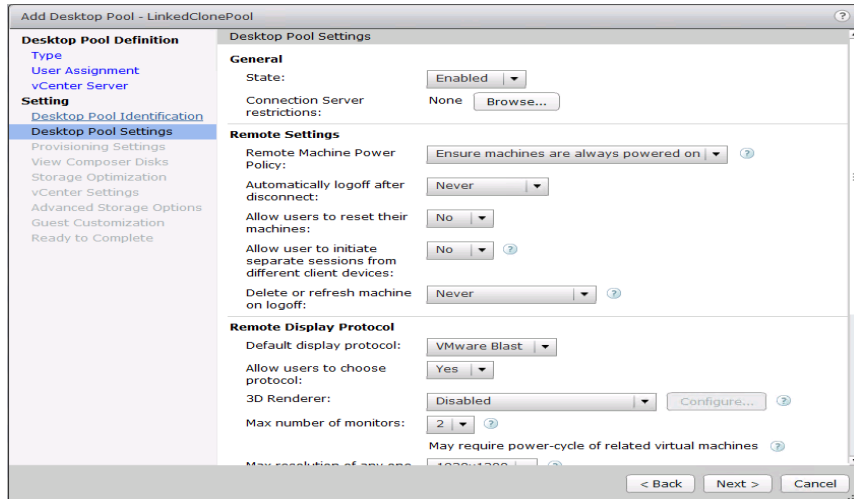 Add Desktop Pool - LinkedClonePool
?
Desktop Pool Definition
Type
User Assignment
vCenter Server
Setting
Desktop Pool Identification
Desktop Pool Settings
Provisioning Settings
View Composer Disks
Storage Optimization
vCenter Settings
Advanced Storage Options
Guest Customization
Ready to Complete
Desktop Pool Settings
General
State: Enabled
Connection Server restrictions: None Browse...
Remote Settings
Remote Machine Power Policy: Ensure machines are always powered on ?
Automatically logoff after disconnect: Never
Allow users to reset their machines: No
Allow user to initiate separate sessions from different client devices: No ?
Delete or refresh machine on logoff: Never ?
Remote Display Protocol
Default display protocol: VMware Blast
Allow users to choose protocol: Yes
3D Renderer: Disabled Configure... ?
Max number of monitors: 2 ?
May require power-cycle of related virtual machines ?
Max resolution of any one 1920x1200
< Back Next > Cancel